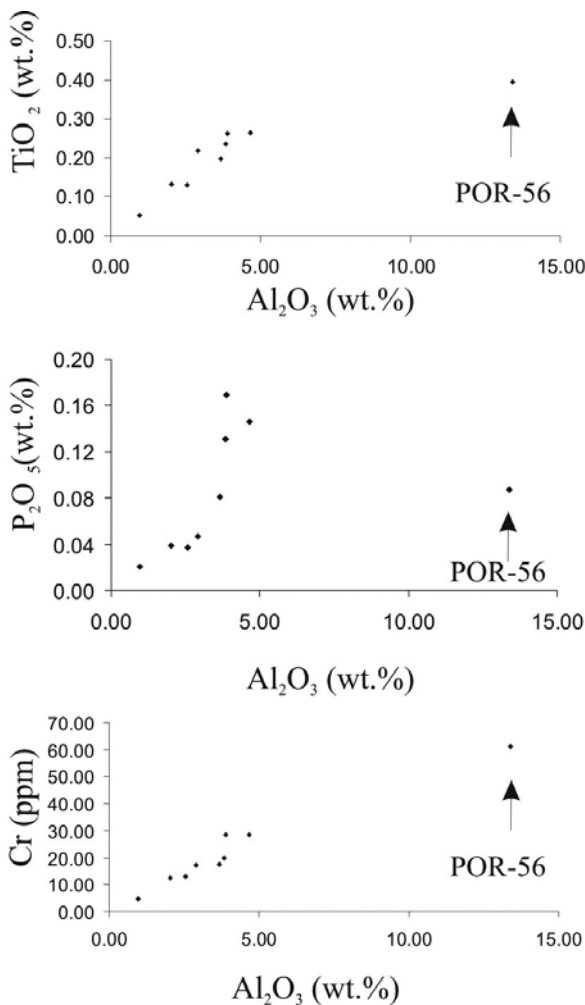 TiO2 (wt.%)
0.50
0.40
0.30
0.20
0.10
0.00
POR-56
0.00 5.00 10.00 15.00
Al2O3 (wt.%)
P2O5(wt.%)
0.20
0.16
0.12
0.08
0.04
0.00
POR-56
0.00 5.00 10.00 15.00
Al2O3 (wt.%)
Cr (ppm)
70.00
60.00
50.00
40.00
30.00
20.00
10.00
0.00
POR-56
0.00 5.00 10.00 15.00
Al2O3 (wt.%)